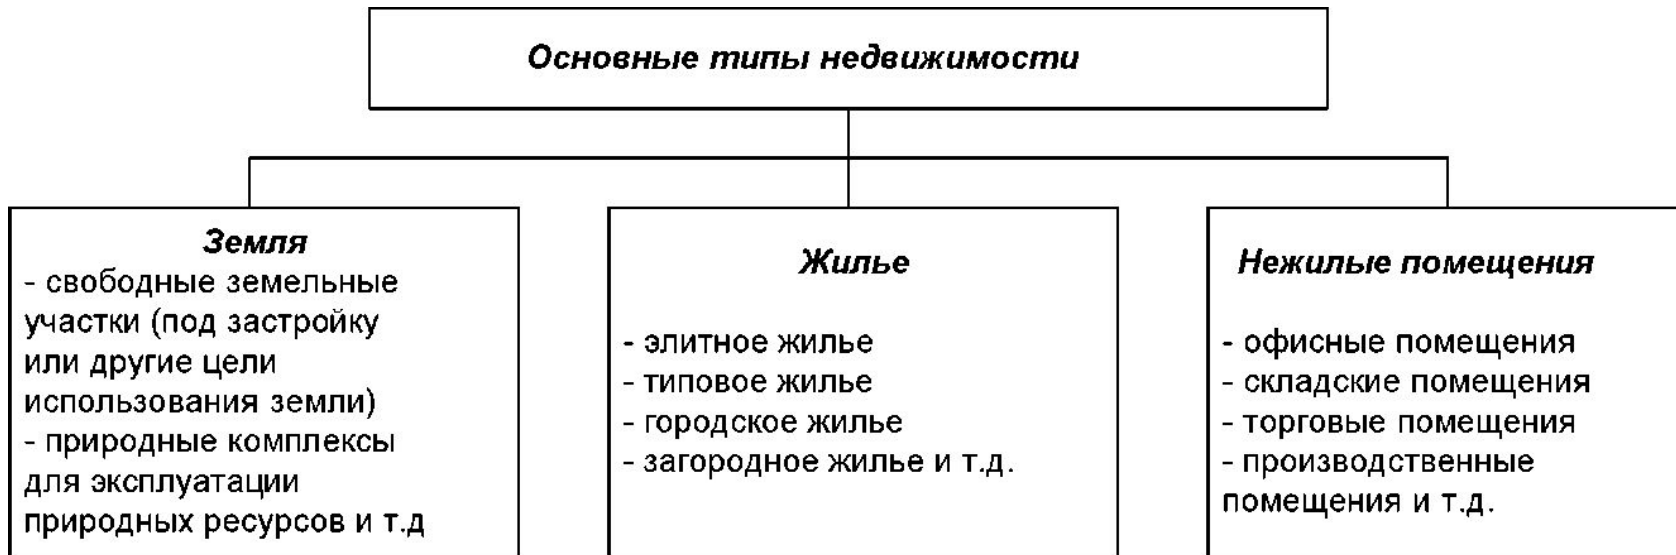 Основные типы недвижимости
Земля
- свободные земельные
участки (под застройку
или другие цели
использования земли)
- природные комплексы
для эксплуатации
природных ресурсов и т.д
Жилье
- элитное жилье
- типовое жилье
- городское жилье
- загородное жилье и т.д.
Нежилые помещения
- офисные помещения
- складские помещения
- торговые помещения
- производственные
помещения и т.д.